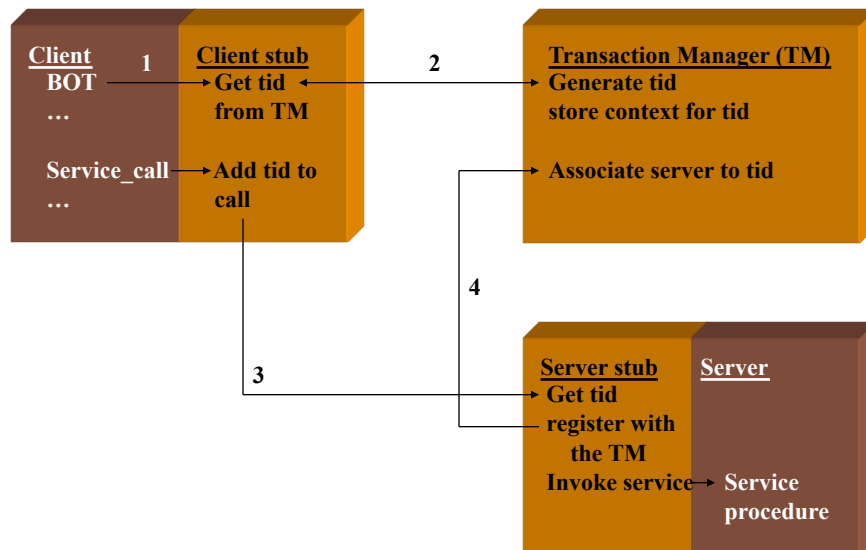 Client
BOT
…
Service_call
…
1
Client stub
Get tid
from TM
Add tid to
call
2
Transaction Manager (TM)
Generate tid
store context for tid
Associate server to tid
3
4
Server stub
Get tid
register with
the TM
Invoke service
Server
Service
procedure